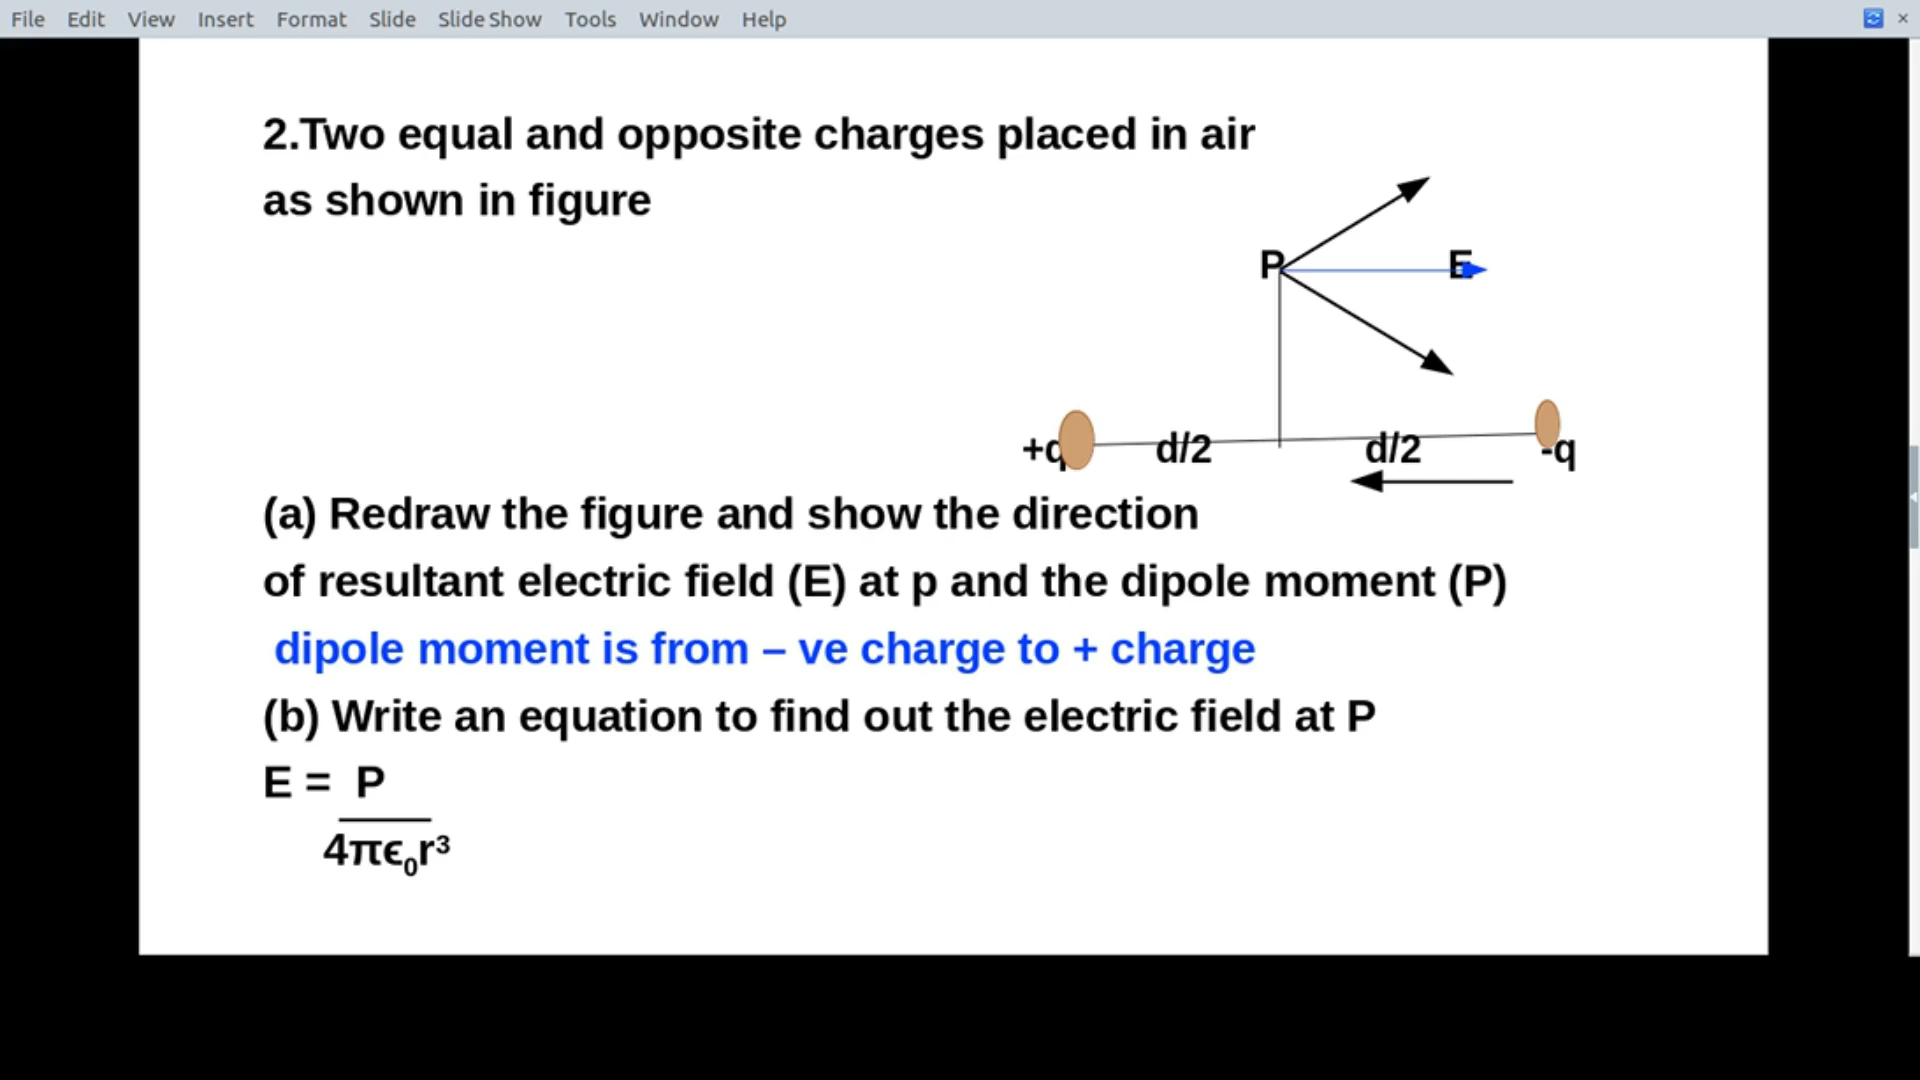 File Edit View Insert Format Slide Slide Show Tools Window Help
2.Two equal and opposite charges placed in air
as shown in figure
P E
+q d/2 d/2 -q
(a) Redraw the figure and show the direction
of resultant electric field (E) at p and the dipole moment (P)
dipole moment is from – ve charge to + charge
(b) Write an equation to find out the electric field at P
E = P
4πϵ₀r³